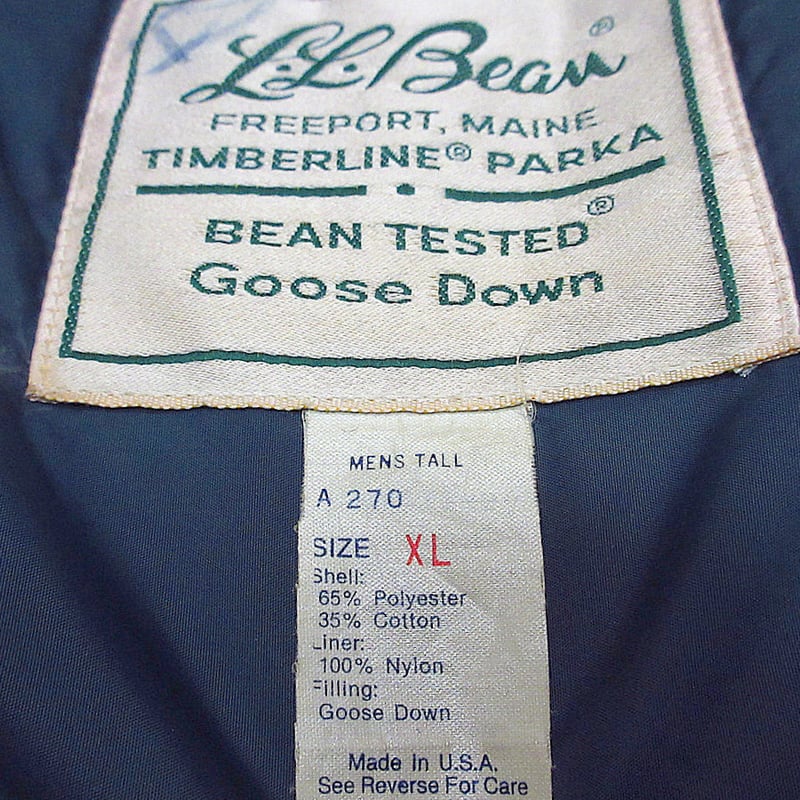 L.L.Bean®
FREEPORT, MAINE
TIMBERLINE® PARKA
BEAN TESTED®
Goose Down
MENS TALL
A 270
SIZE XL
Shell:
65% Polyester
35% Cotton
Liner:
100% Nylon
Filling:
Goose Down
Made in U.S.A.
See Reverse For Care